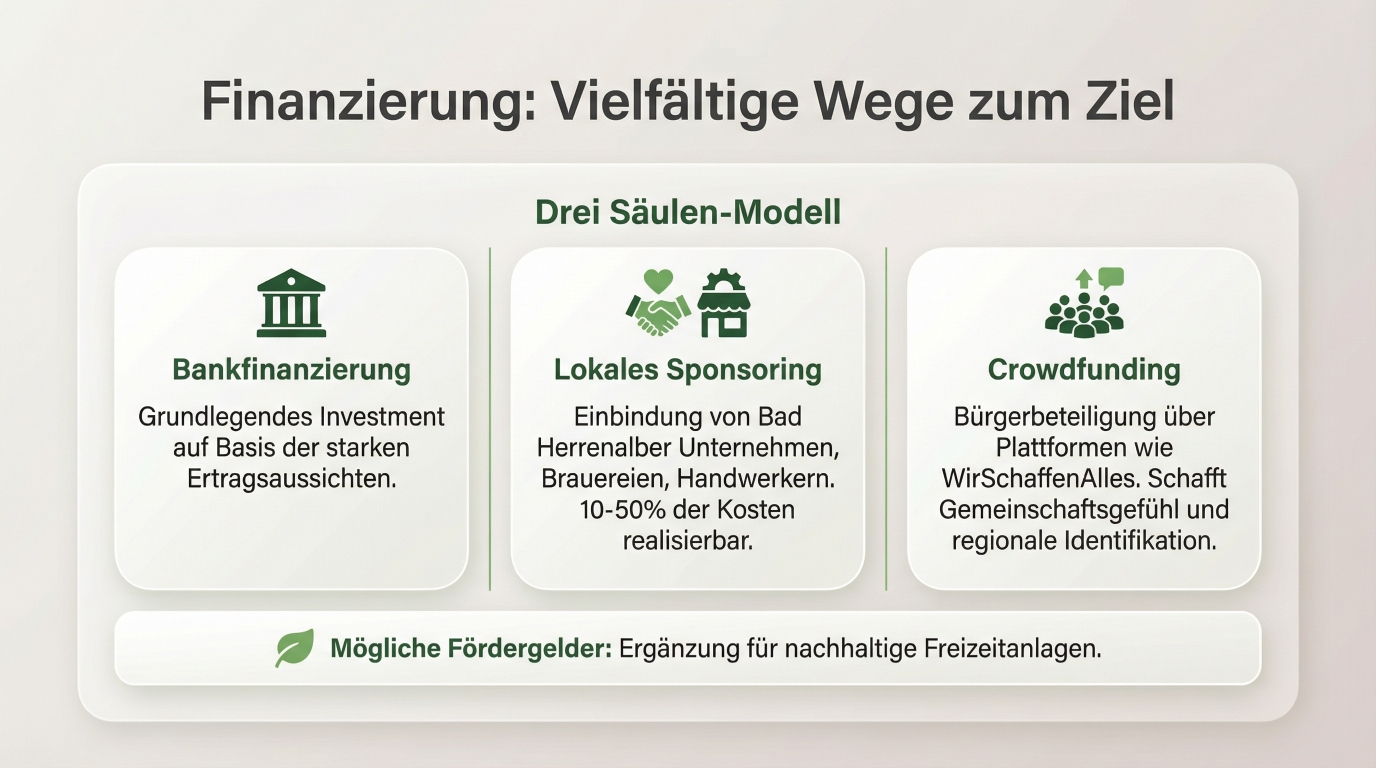 Finanzierung: Vielfältige Wege zum Ziel
Drei Säulen-Modell
Bankfinanzierung
Grundlegendes Investment
auf Basis der starken
Ertragsaussichten.
Lokales Sponsoring
Einbindung von Bad
Herrenalber Unternehmen,
Brauereien, Handwerkern.
10-50% der Kosten
realisierbar.
Crowdfunding
Bürgerbeteiligung über
Plattformen wie
WirSchaffenAlles. Schafft
Gemeinschaftsgefühl und
regionale Identifikation.
Mögliche Fördergelder: Ergänzung für nachhaltige Freizeitanlagen.